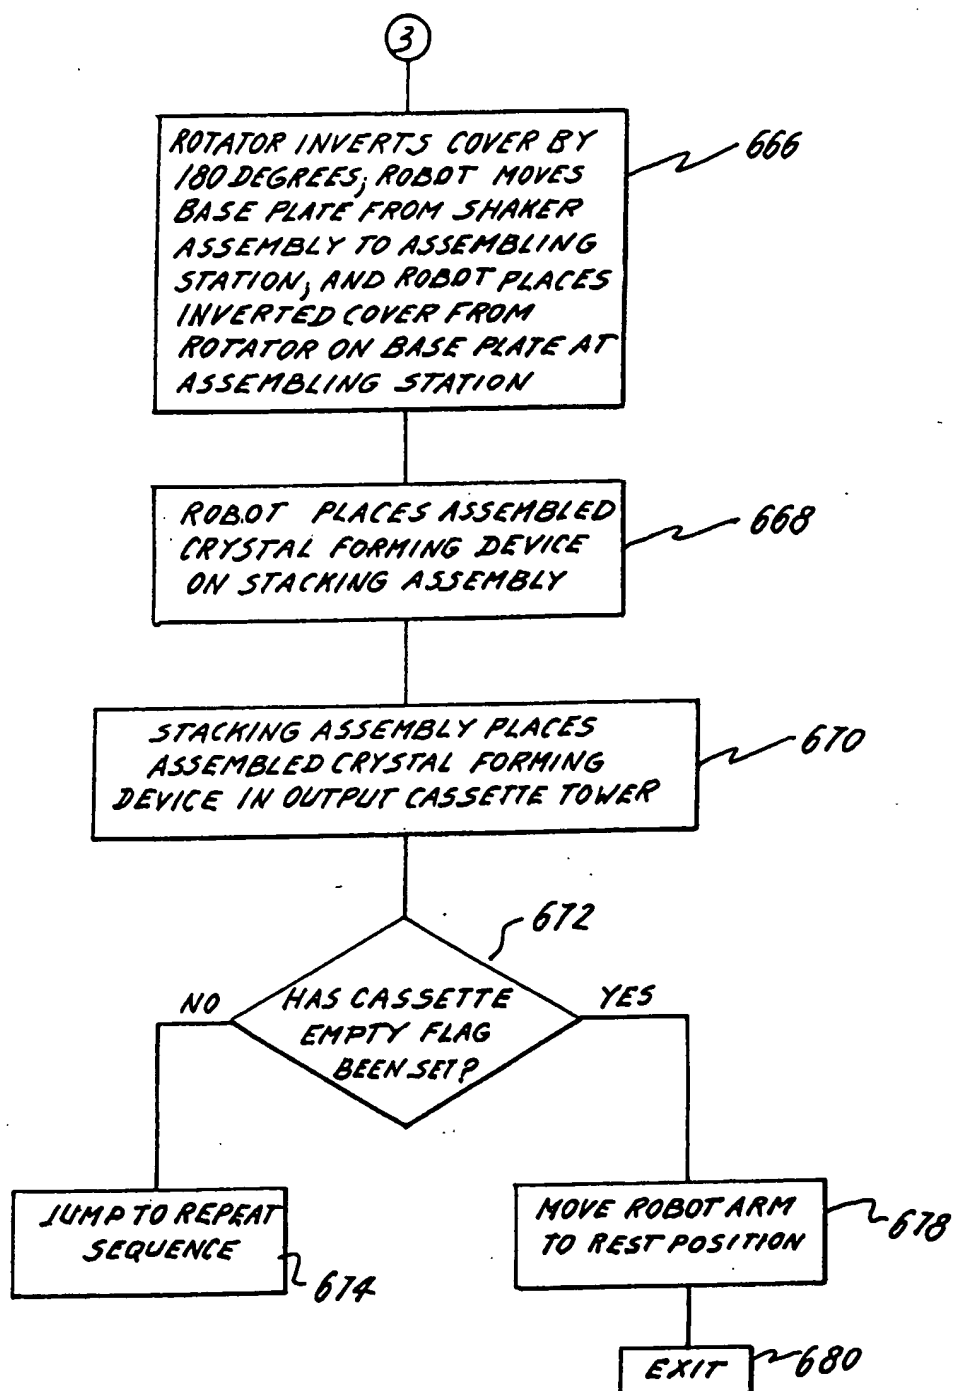 3
ROTATOR INVERTS COVER BY
180 DEGREES; ROBOT MOVES
BASE PLATE FROM SHAKER
ASSEMBLY TO ASSEMBLING
STATION; AND ROBOT PLACES
INVERTED COVER FROM
ROTATOR ON BASE PLATE AT
ASSEMBLING STATION
666
ROBOT PLACES ASSEMBLED
CRYSTAL FORMING DEVICE
ON STACKING ASSEMBLY
668
STACKING ASSEMBLY PLACES
ASSEMBLED CRYSTAL FORMING
DEVICE IN OUTPUT CASSETTE TOWER
670
672
NO
HAS CASSETTE
EMPTY FLAG
BEEN SET?
YES
JUMP TO REPEAT
SEQUENCE
674
MOVE ROBOT ARM
TO REST POSITION
678
EXIT
680